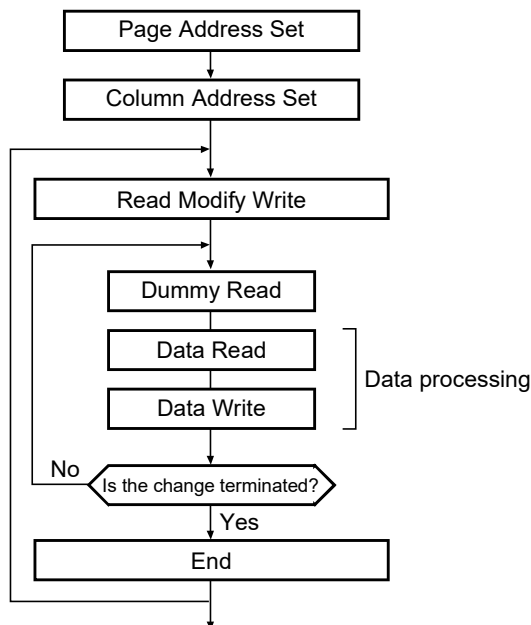 Page Address Set
Column Address Set
Read Modify Write
Dummy Read
Data Read
Data processing
Data Write
No
Is the change terminated?
Yes
End